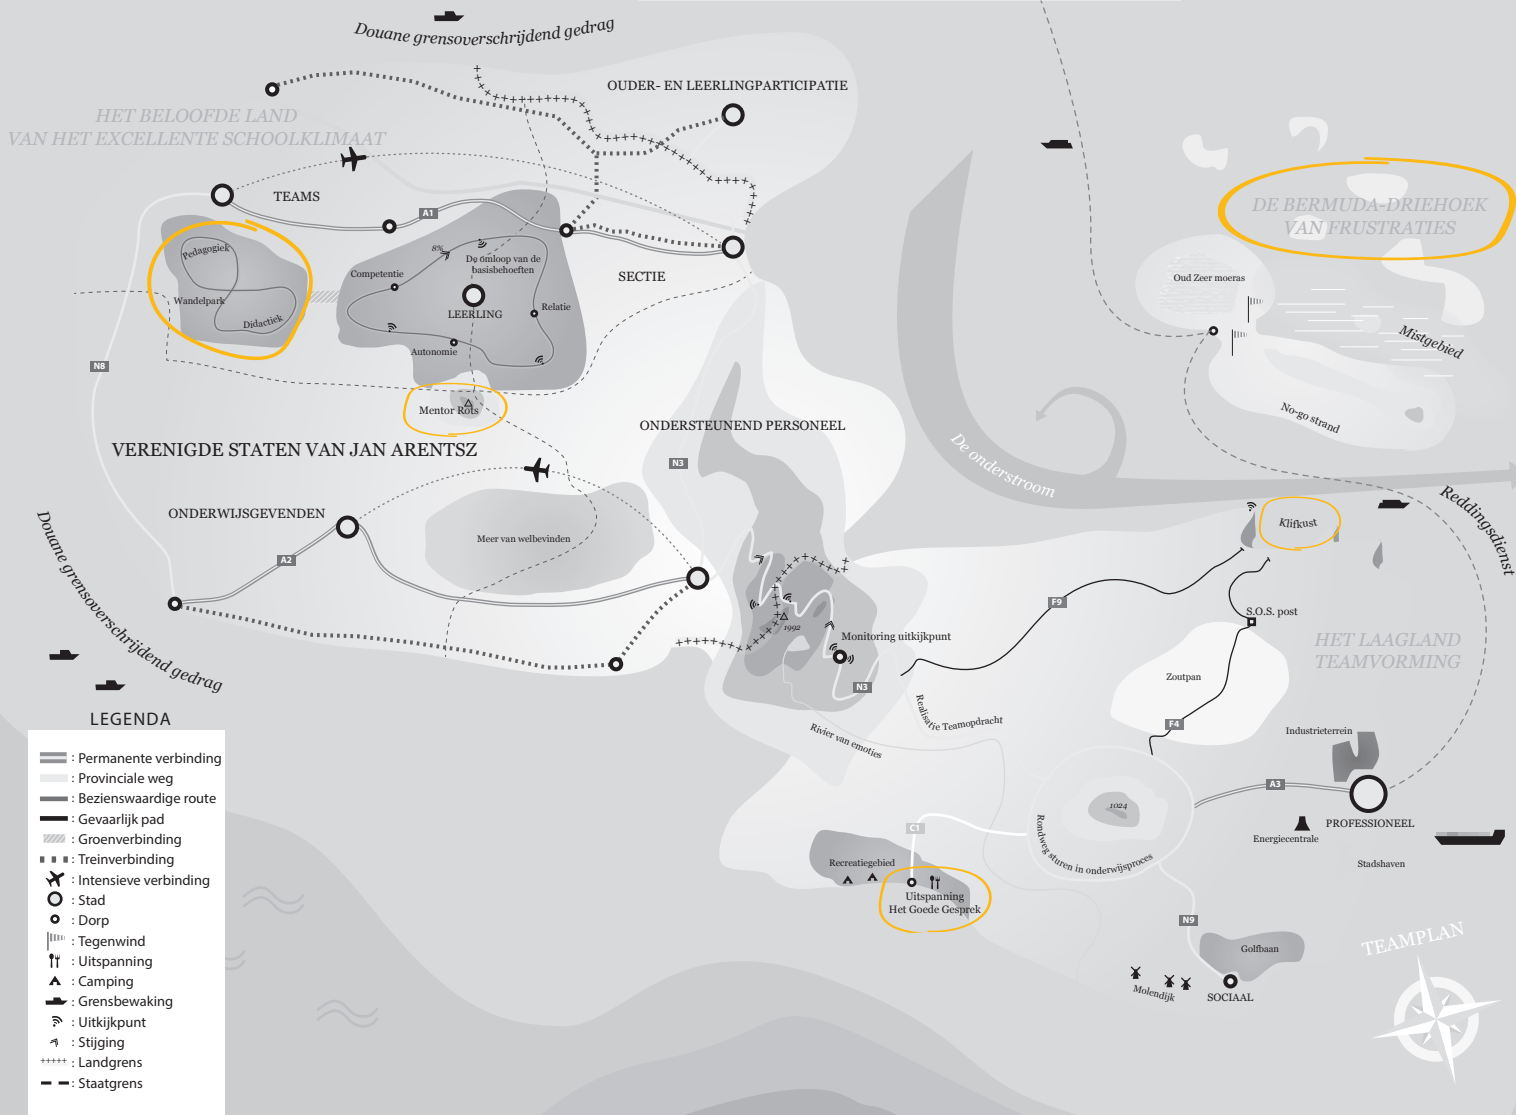 Douane grensoverschrijdend gedrag
OUDER- EN LEERLINGPARTICIPATIE
HET BELOOFDE LAND
VAN HET EXCELLENTE SCHOOLKLIMAAT
TEAMS
A1
DE BERMUDA-DRIEHOEK
VAN FRUSTRATIES
Pedagogiek
Wandelpark
Didactiek
8%
De omloop van de
basisbehoeften
Competentie
LEERLING
Relatie
Autonomie
SECTIE
Oud Zeer moeras
Mistgebied
No-go strand
N8
Mentor Rots
VERENIGDE STATEN VAN JAN ARENTSZ
ONDERSTEUNEND PERSONEEL
N3
De onderstroom
Reddingsdienst
ONDERWIJSGEVENDEN
A2
Meer van welbevinden
Klifkust
Douane grensoverschrijdend gedrag
1992
Monitoring uitkijkpunt
N3
F9
S.O.S. post
HET LAAGLAND
TEAMVORMING
Zoutpan
F4
Realisatie Teamopdracht
Rivier van emoties
Industrieterrein
A3
PROFESSIONEEL
Energiecentrale
Stadshaven
1024
Rondweg sturen in onderwijsproces
C1
Recreatiegebied
Uitspanning
Het Goede Gesprek
N9
Golfbaan
Molendijk
SOCIAAL
TEAMPLAN
LEGENDA
: Permanente verbinding
: Provinciale weg
: Bezienswaardige route
: Gevaarlijk pad
: Groenverbinding
: Treinverbinding
: Intensieve verbinding
: Stad
: Dorp
: Tegenwind
: Uitspanning
: Camping
: Grensbewaking
: Uitkijkpunt
: Stijging
: Landgrens
: Staatgrens